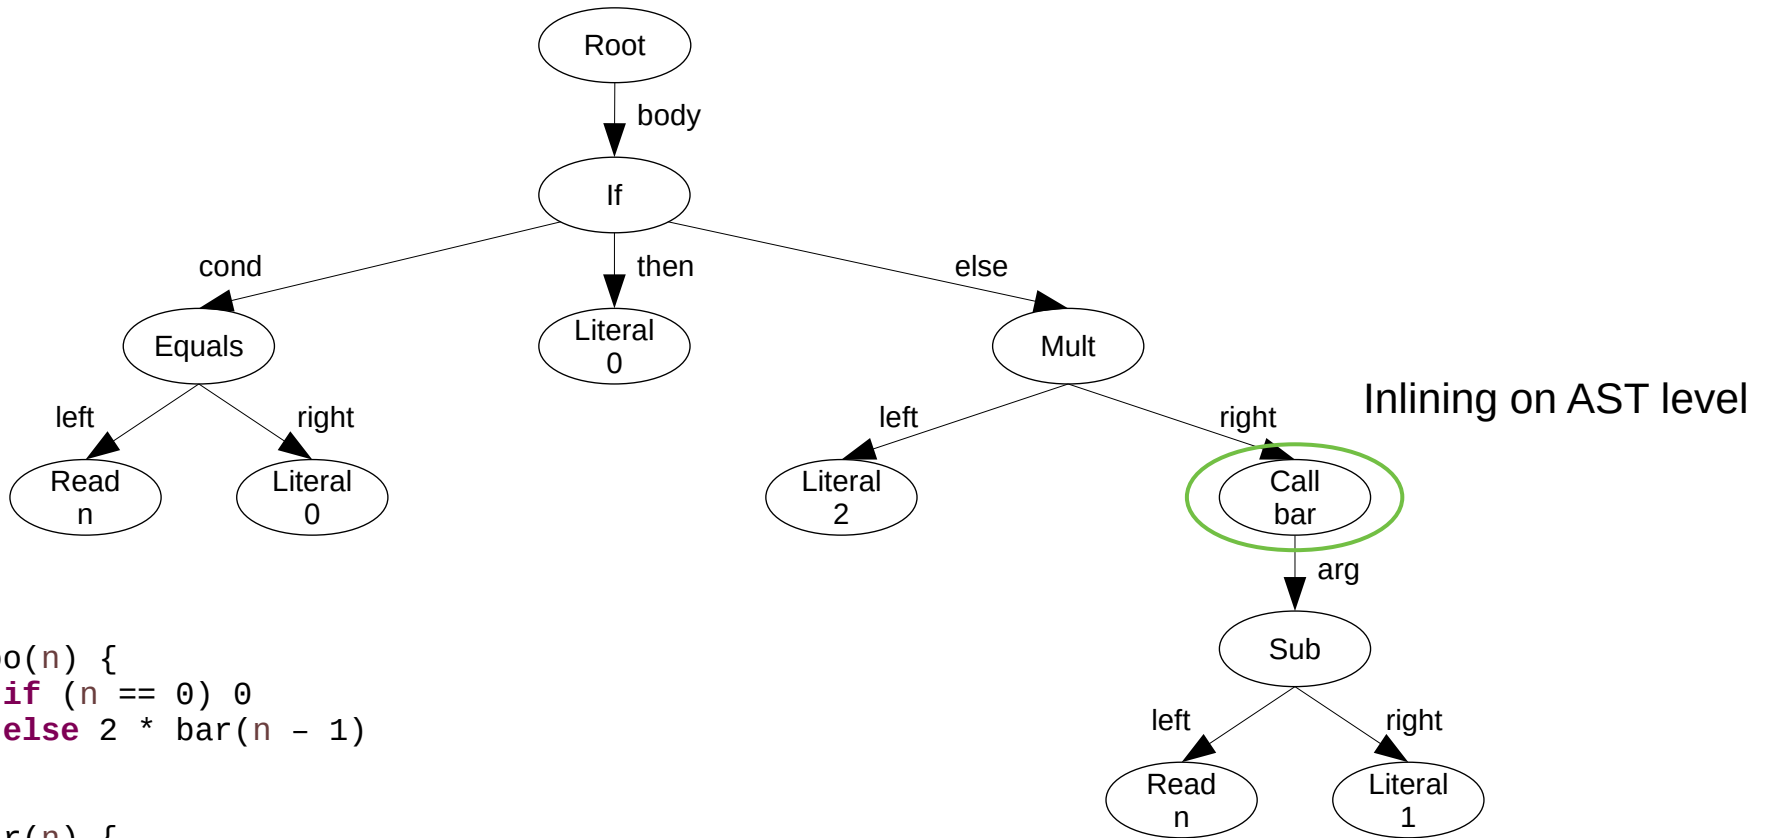 Root
body
If
cond
then
else
Equals
Literal
0
Mult
left
right
left
right
Inlining on AST level
Read
n
Literal
0
Literal
2
Call
bar
arg
Sub
left
right
Read
n
Literal
1
oo(n) {
if (n == 0) 0
else 2 * bar(n – 1)
r(n) {